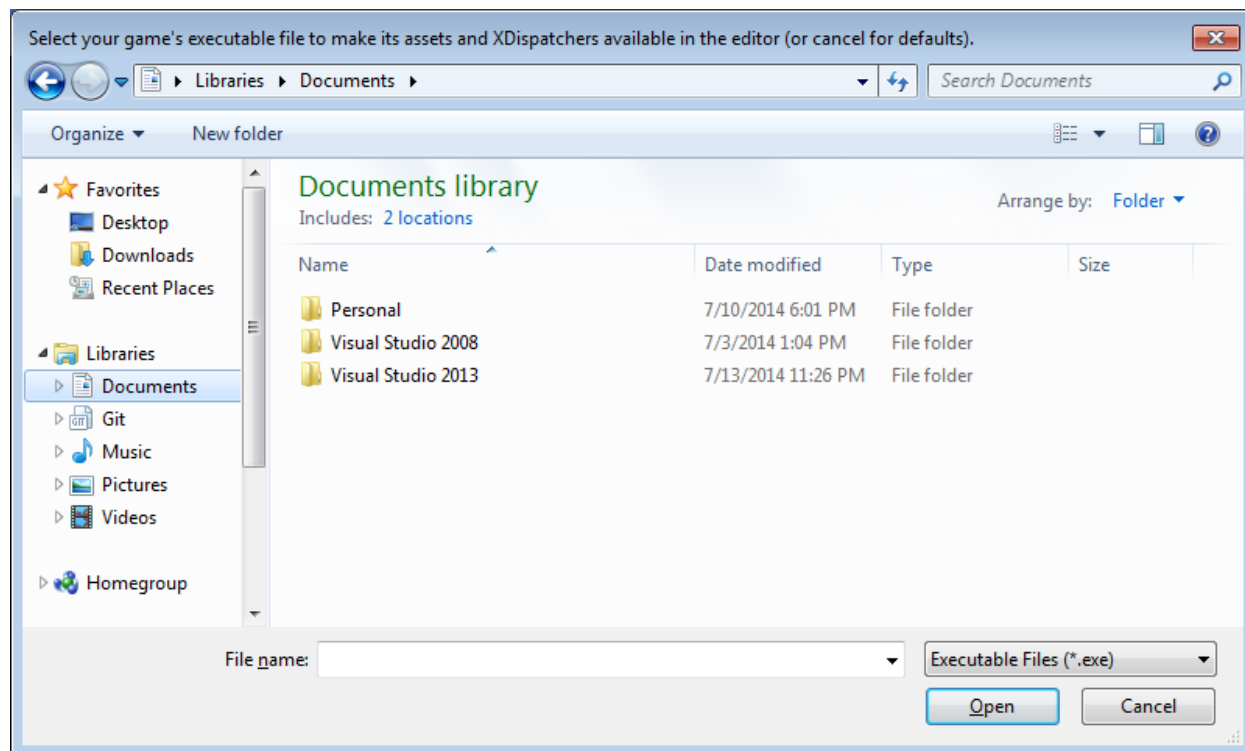 Select your game's executable file to make its assets and XDispatchers available in the editor (or cancel for defaults).
Libraries Documents
Search Documents
Organize New folder
Favorites
Desktop
Downloads
Recent Places
Libraries
Documents
Git
Music
Pictures
Videos
Homegroup
Documents library
Includes: 2 locations
Arrange by: Folder
Name Date modified Type Size
Personal 7/10/2014 6:01 PM File folder
Visual Studio 2008 7/3/2014 1:04 PM File folder
Visual Studio 2013 7/13/2014 11:26 PM File folder
File name: Executable Files (*.exe)
Open Cancel